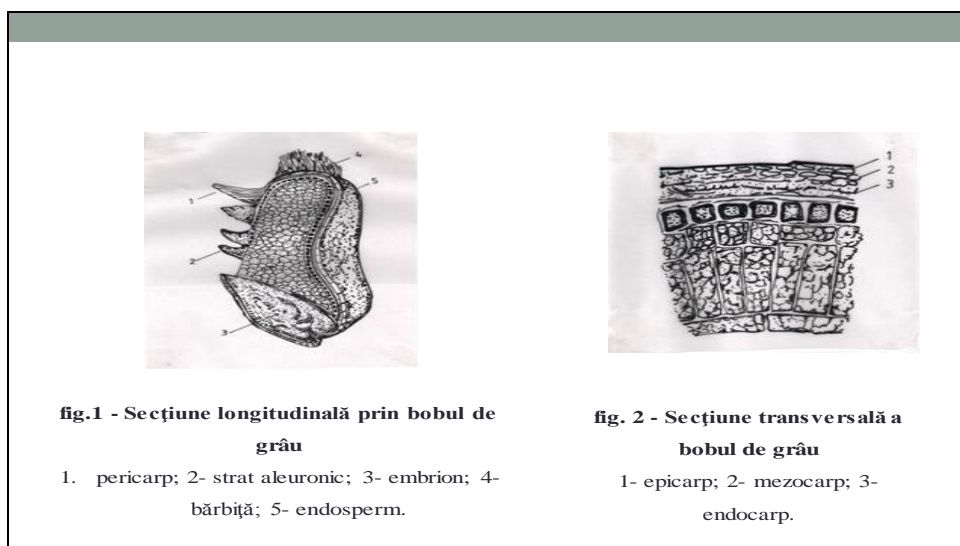 4
5
1
2
3
1
2
3
fig.1 - Secţiune longitudinală prin bobul de
grâu
1. pericarp; 2- strat aleuronic; 3- embrion; 4-
bărbiţă; 5- endosperm.
fig. 2 - Secţiune transversală a
bobul de grâu
1- epicarp; 2- mezocarp; 3-
endocarp.